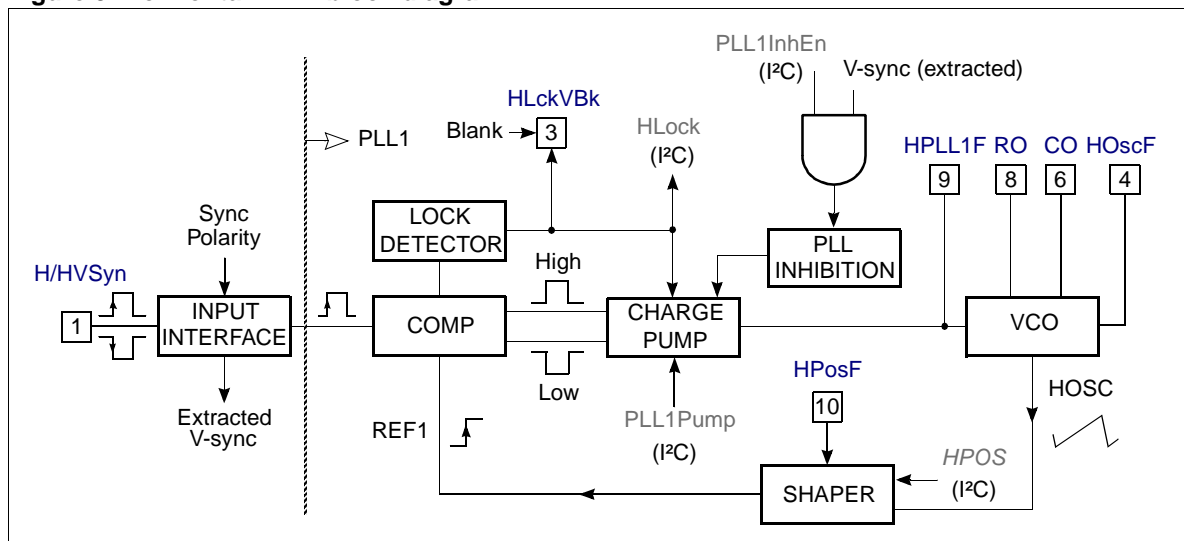 PLL1InhEn
(I²C)
V-sync (extracted)
HLckVBk
Blank
3
HLock
(I²C)
PLL1
HPLL1F
RO
CO
HOscF
9
8
6
4
Sync
Polarity
LOCK
DETECTOR
PLL
INHIBITION
H/HVSyn
High
1
INPUT
INTERFACE
COMP
CHARGE
PUMP
VCO
Low
HPosF
HOSC
Extracted
V-sync
REF1
PLL1Pump
(I²C)
10
HPOS
(I²C)
SHAPER